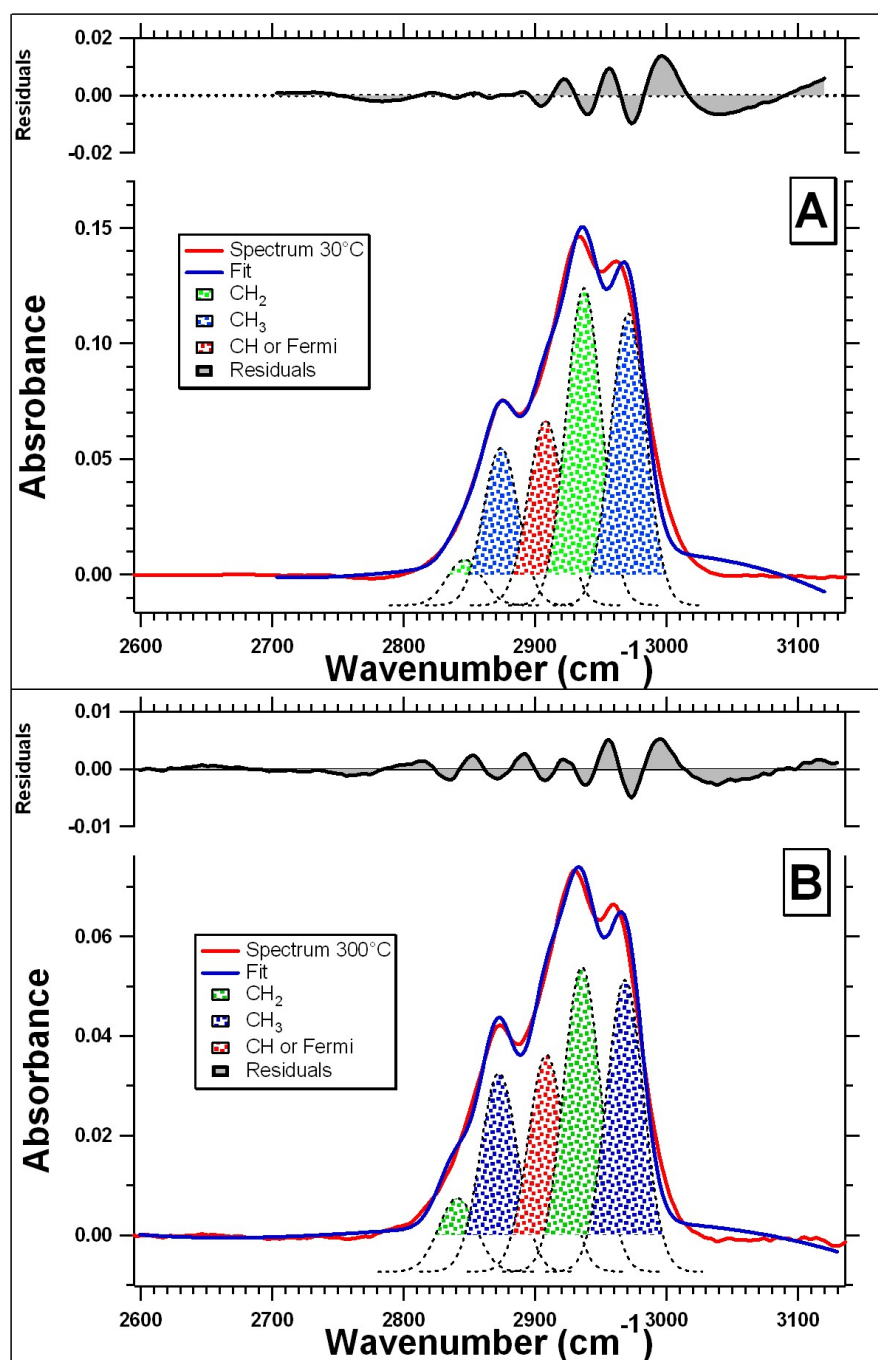 0.02
0.00
-0.02
Residuals
A
0.15
0.10
0.05
0.00
Absrobance
Spectrum 30°C
Fit
CH₂
CH₃
CH or Fermi
Residuals
2600 2700 2800 2900 3000 3100
Wavenumber (cm⁻¹)
0.01
0.00
-0.01
Residuals
B
0.06
0.04
0.02
0.00
Absorbance
Spectrum 300°C
Fit
CH₂
CH₃
CH or Fermi
Residuals
2600 2700 2800 2900 3000 3100
Wavenumber (cm⁻¹)